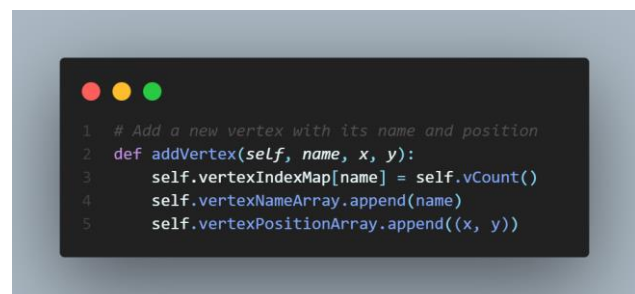 1 # Add a new vertex with its name and position
2 def addVertex(self, name, x, y):
3     self.vertexIndexMap[name] = self.vCount()
4     self.vertexNameArray.append(name)
5     self.vertexPositionArray.append((x, y))